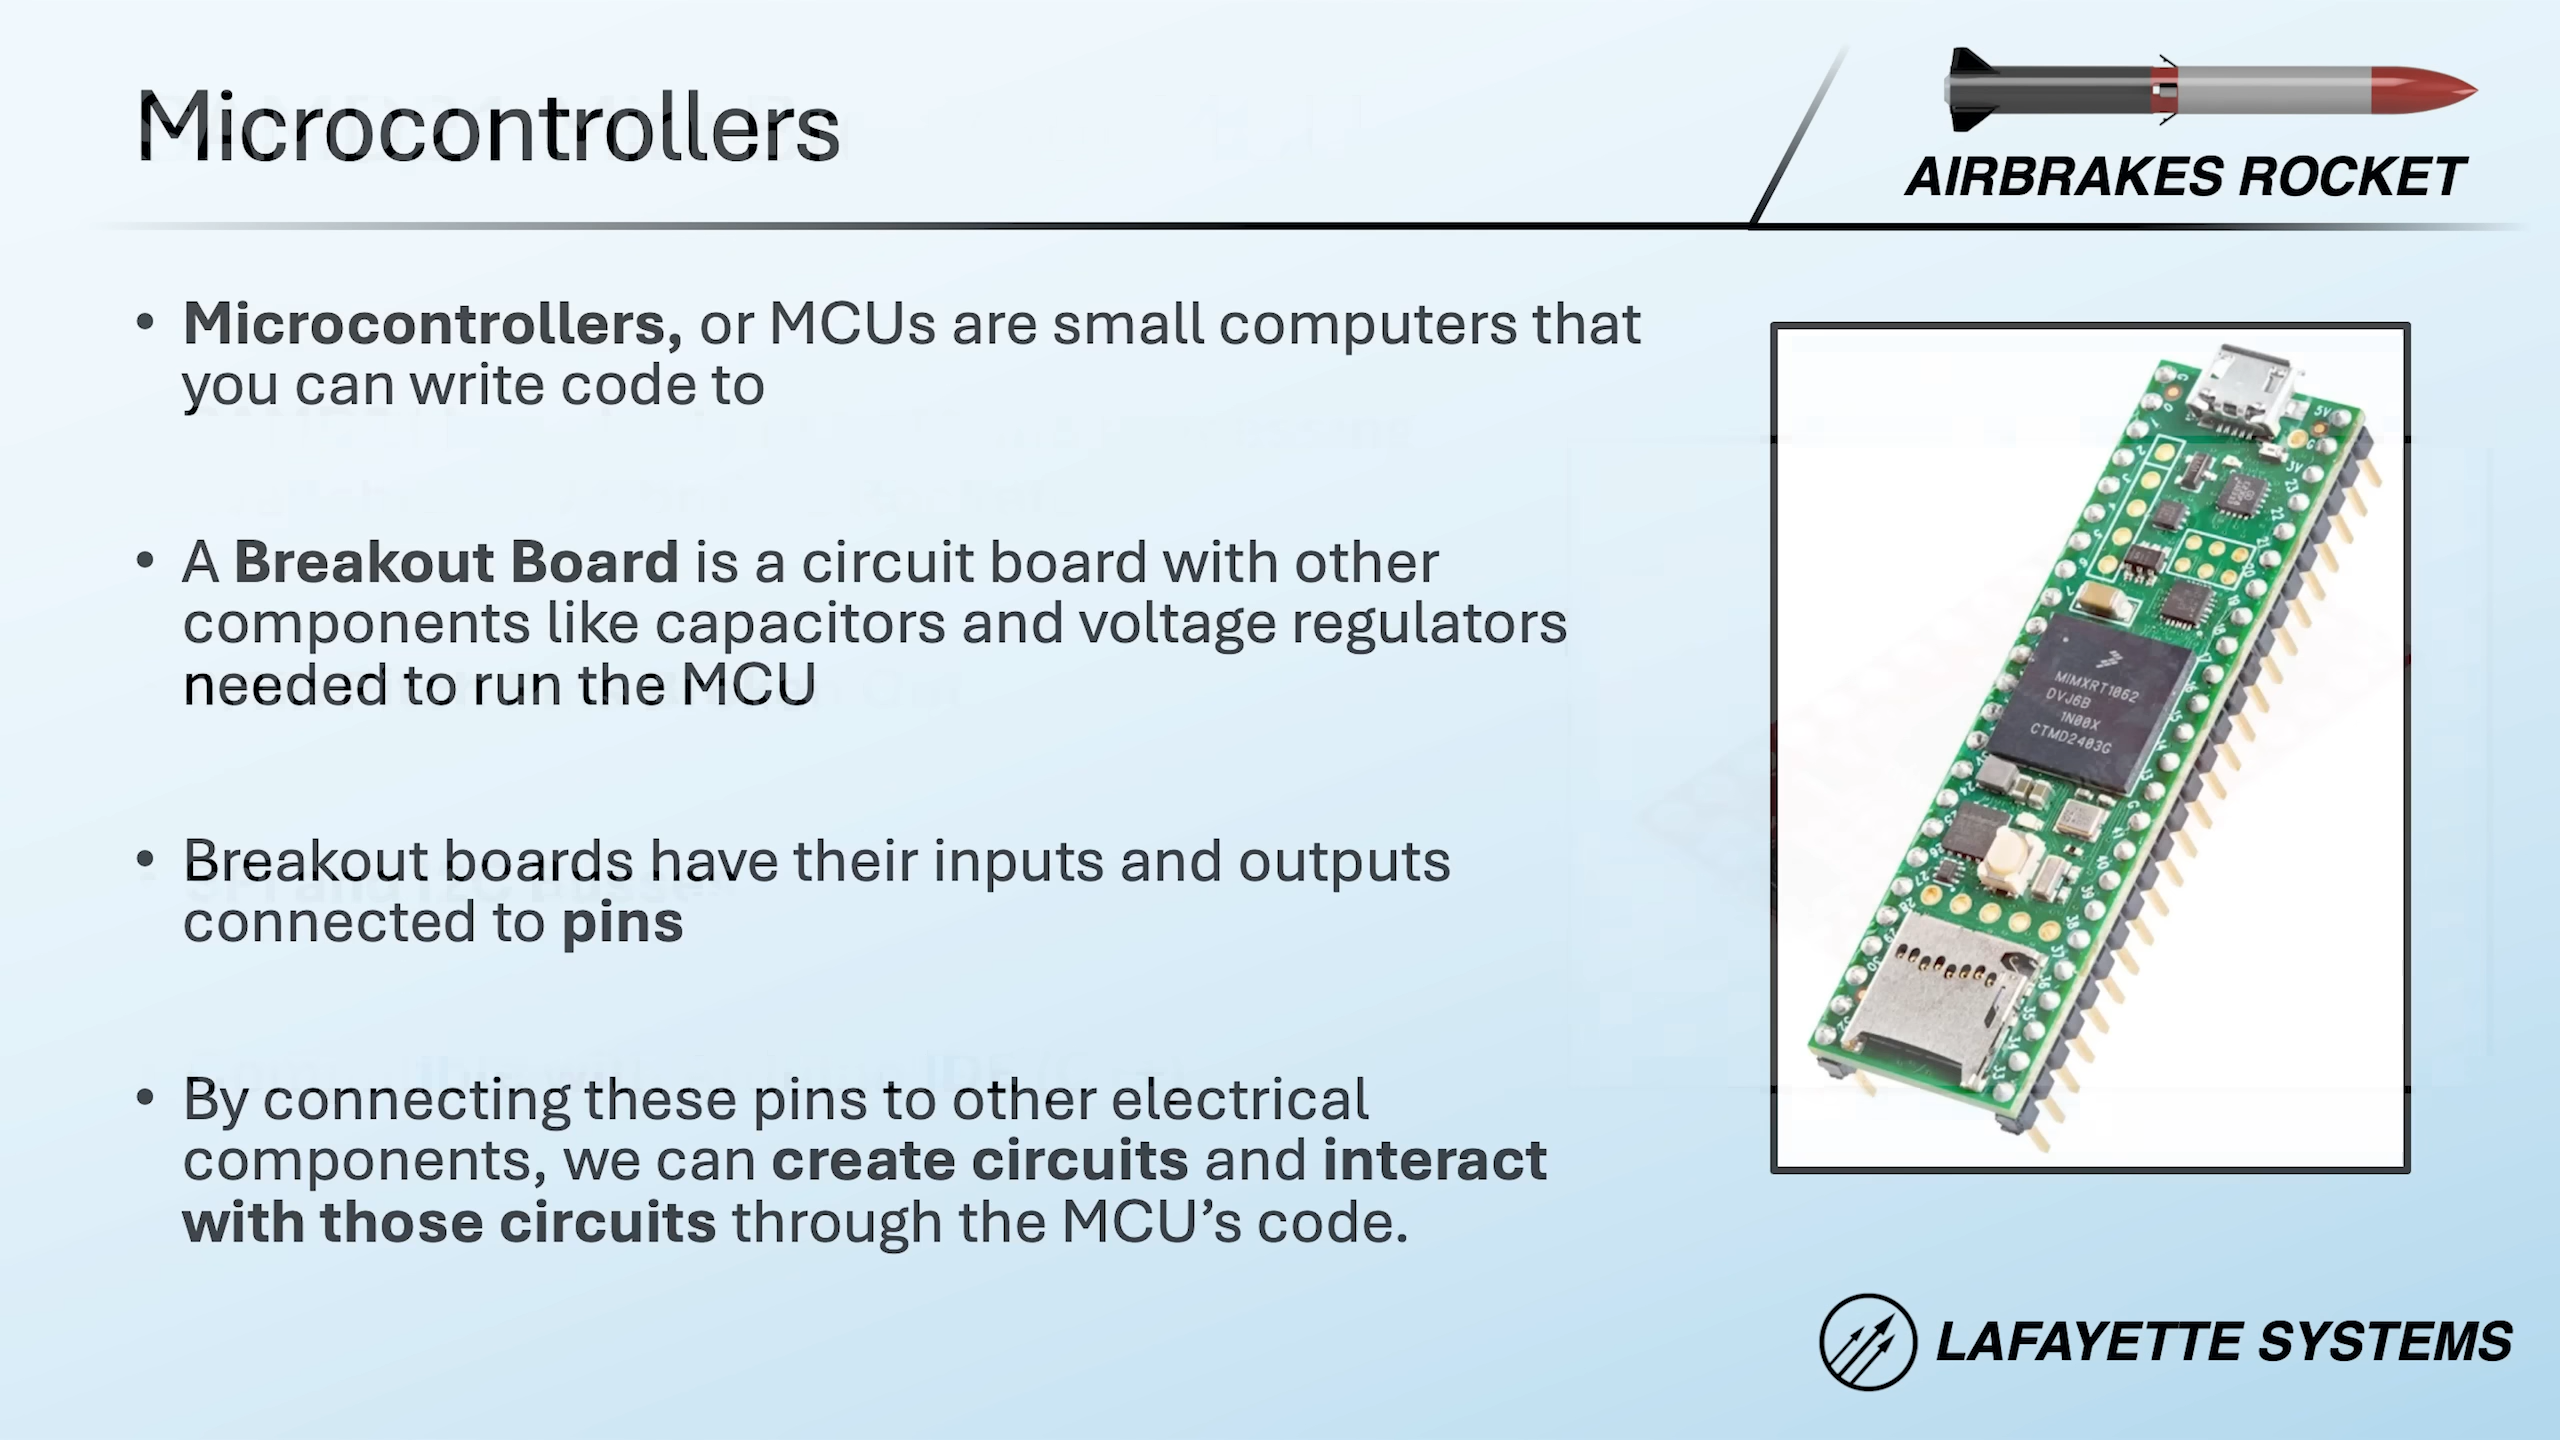 Microcontrollers
AIRBRAKES ROCKET
• Microcontrollers, or MCUs are small computers that
you can write code to
• A Breakout Board is a circuit board with other
components like capacitors and voltage regulators
needed to run the MCU
• Breakout boards have their inputs and outputs
connected to pins
• By connecting these pins to other electrical
components, we can create circuits and interact
with those circuits through the MCU’s code.
MIMXRT1062
DVJ6B
1N00X
CTMD2403G
LAFAYETTE SYSTEMS